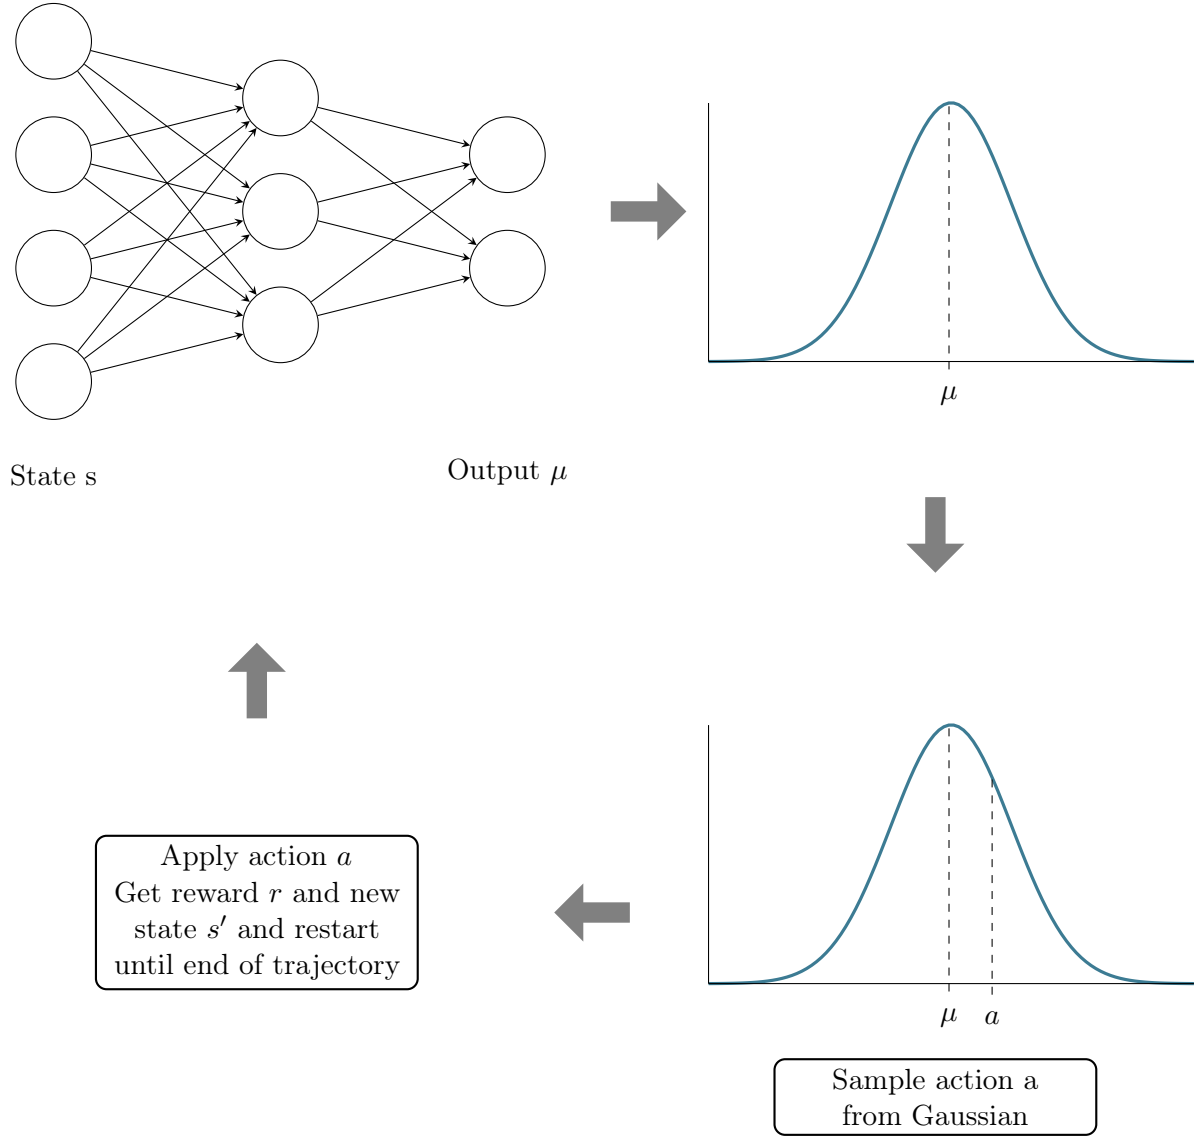 μ
State s
Output μ
μ a
Apply action a
Get reward r and new
state s′ and restart
until end of trajectory
Sample action a
from Gaussian